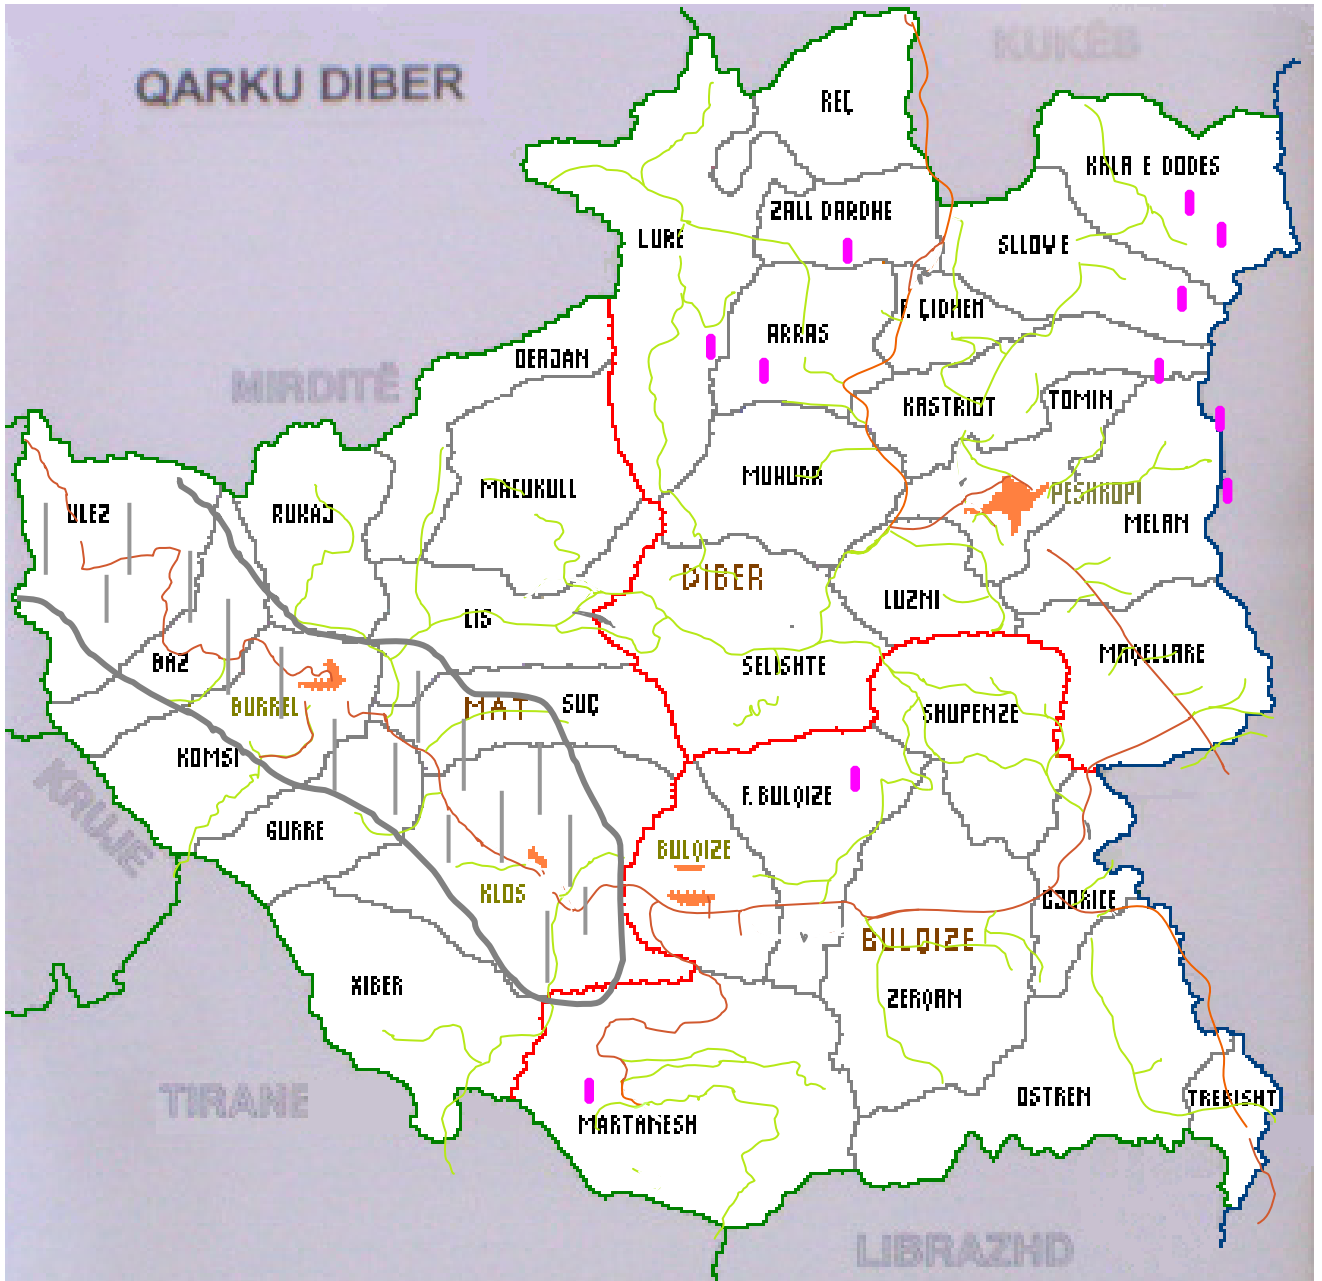 KUKËS
QARKU DIBER
REÇ
KALA E DODES
ZALL DARDHE
LURE
SLLOVE
F. ÇIDHEM
ARRAS
DERJAN
MIRDITË
KASTRIOT
TOMIN
MUHURR
MACUKULL
PESHKOPI
ULEZ
RUKAJ
MELAN
DIBER
LUZNI
LIS
BAZ
SELISHTE
MAQELLARE
BURREL
MAT
SUÇ
SHUPENZE
KOMSI
F. BULQIZE
KRUJE
GURRE
BULQIZE
KLOS
GJORICE
BULQIZE
XIBER
ZERQAN
TIRANE
OSTREN
TREBISHT
MARTANESH
LIBRAZHD